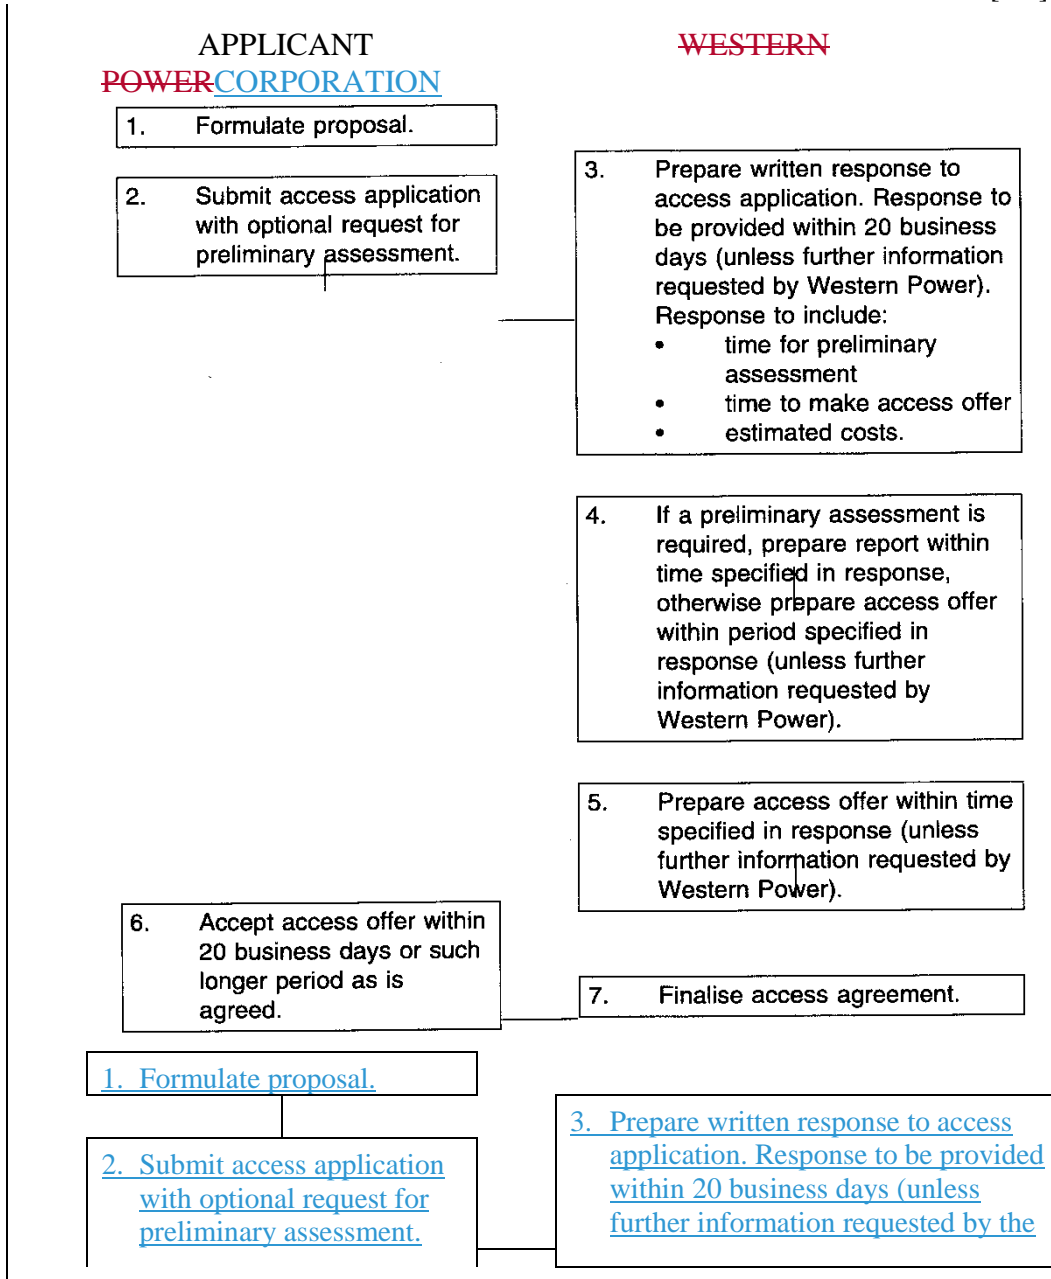 APPLICANT WESTERN
POWERCORPORATION
1. Formulate proposal.
2. Submit access application
with optional request for
preliminary assessment.
3. Prepare written response to
access application. Response to
be provided within 20 business
days (unless further information
requested by Western Power).
Response to include:
• time for preliminary
assessment
• time to make access offer
• estimated costs.
4. If a preliminary assessment is
required, prepare report within
time specified in response,
otherwise prepare access offer
within period specified in
response (unless further
information requested by
Western Power).
5. Prepare access offer within time
specified in response (unless
further information requested by
Western Power).
6. Accept access offer within
20 business days or such
longer period as is
agreed.
7. Finalise access agreement.
1. Formulate proposal.
2. Submit access application
with optional request for
preliminary assessment.
3. Prepare written response to access
application. Response to be provided
within 20 business days (unless
further information requested by the